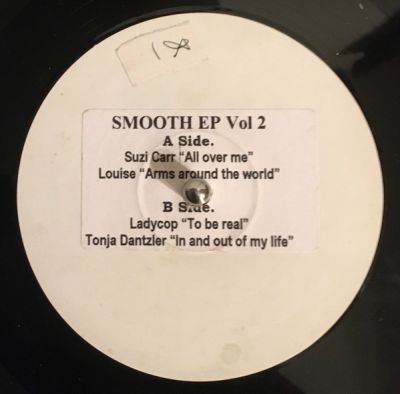 SMOOTH EP Vol 2
A Side.
Suzi Carr “All over me”
Louise “Arms around the world”
B Side.
Ladycop “To be real”
Tonja Dantzler “In and out of my life”